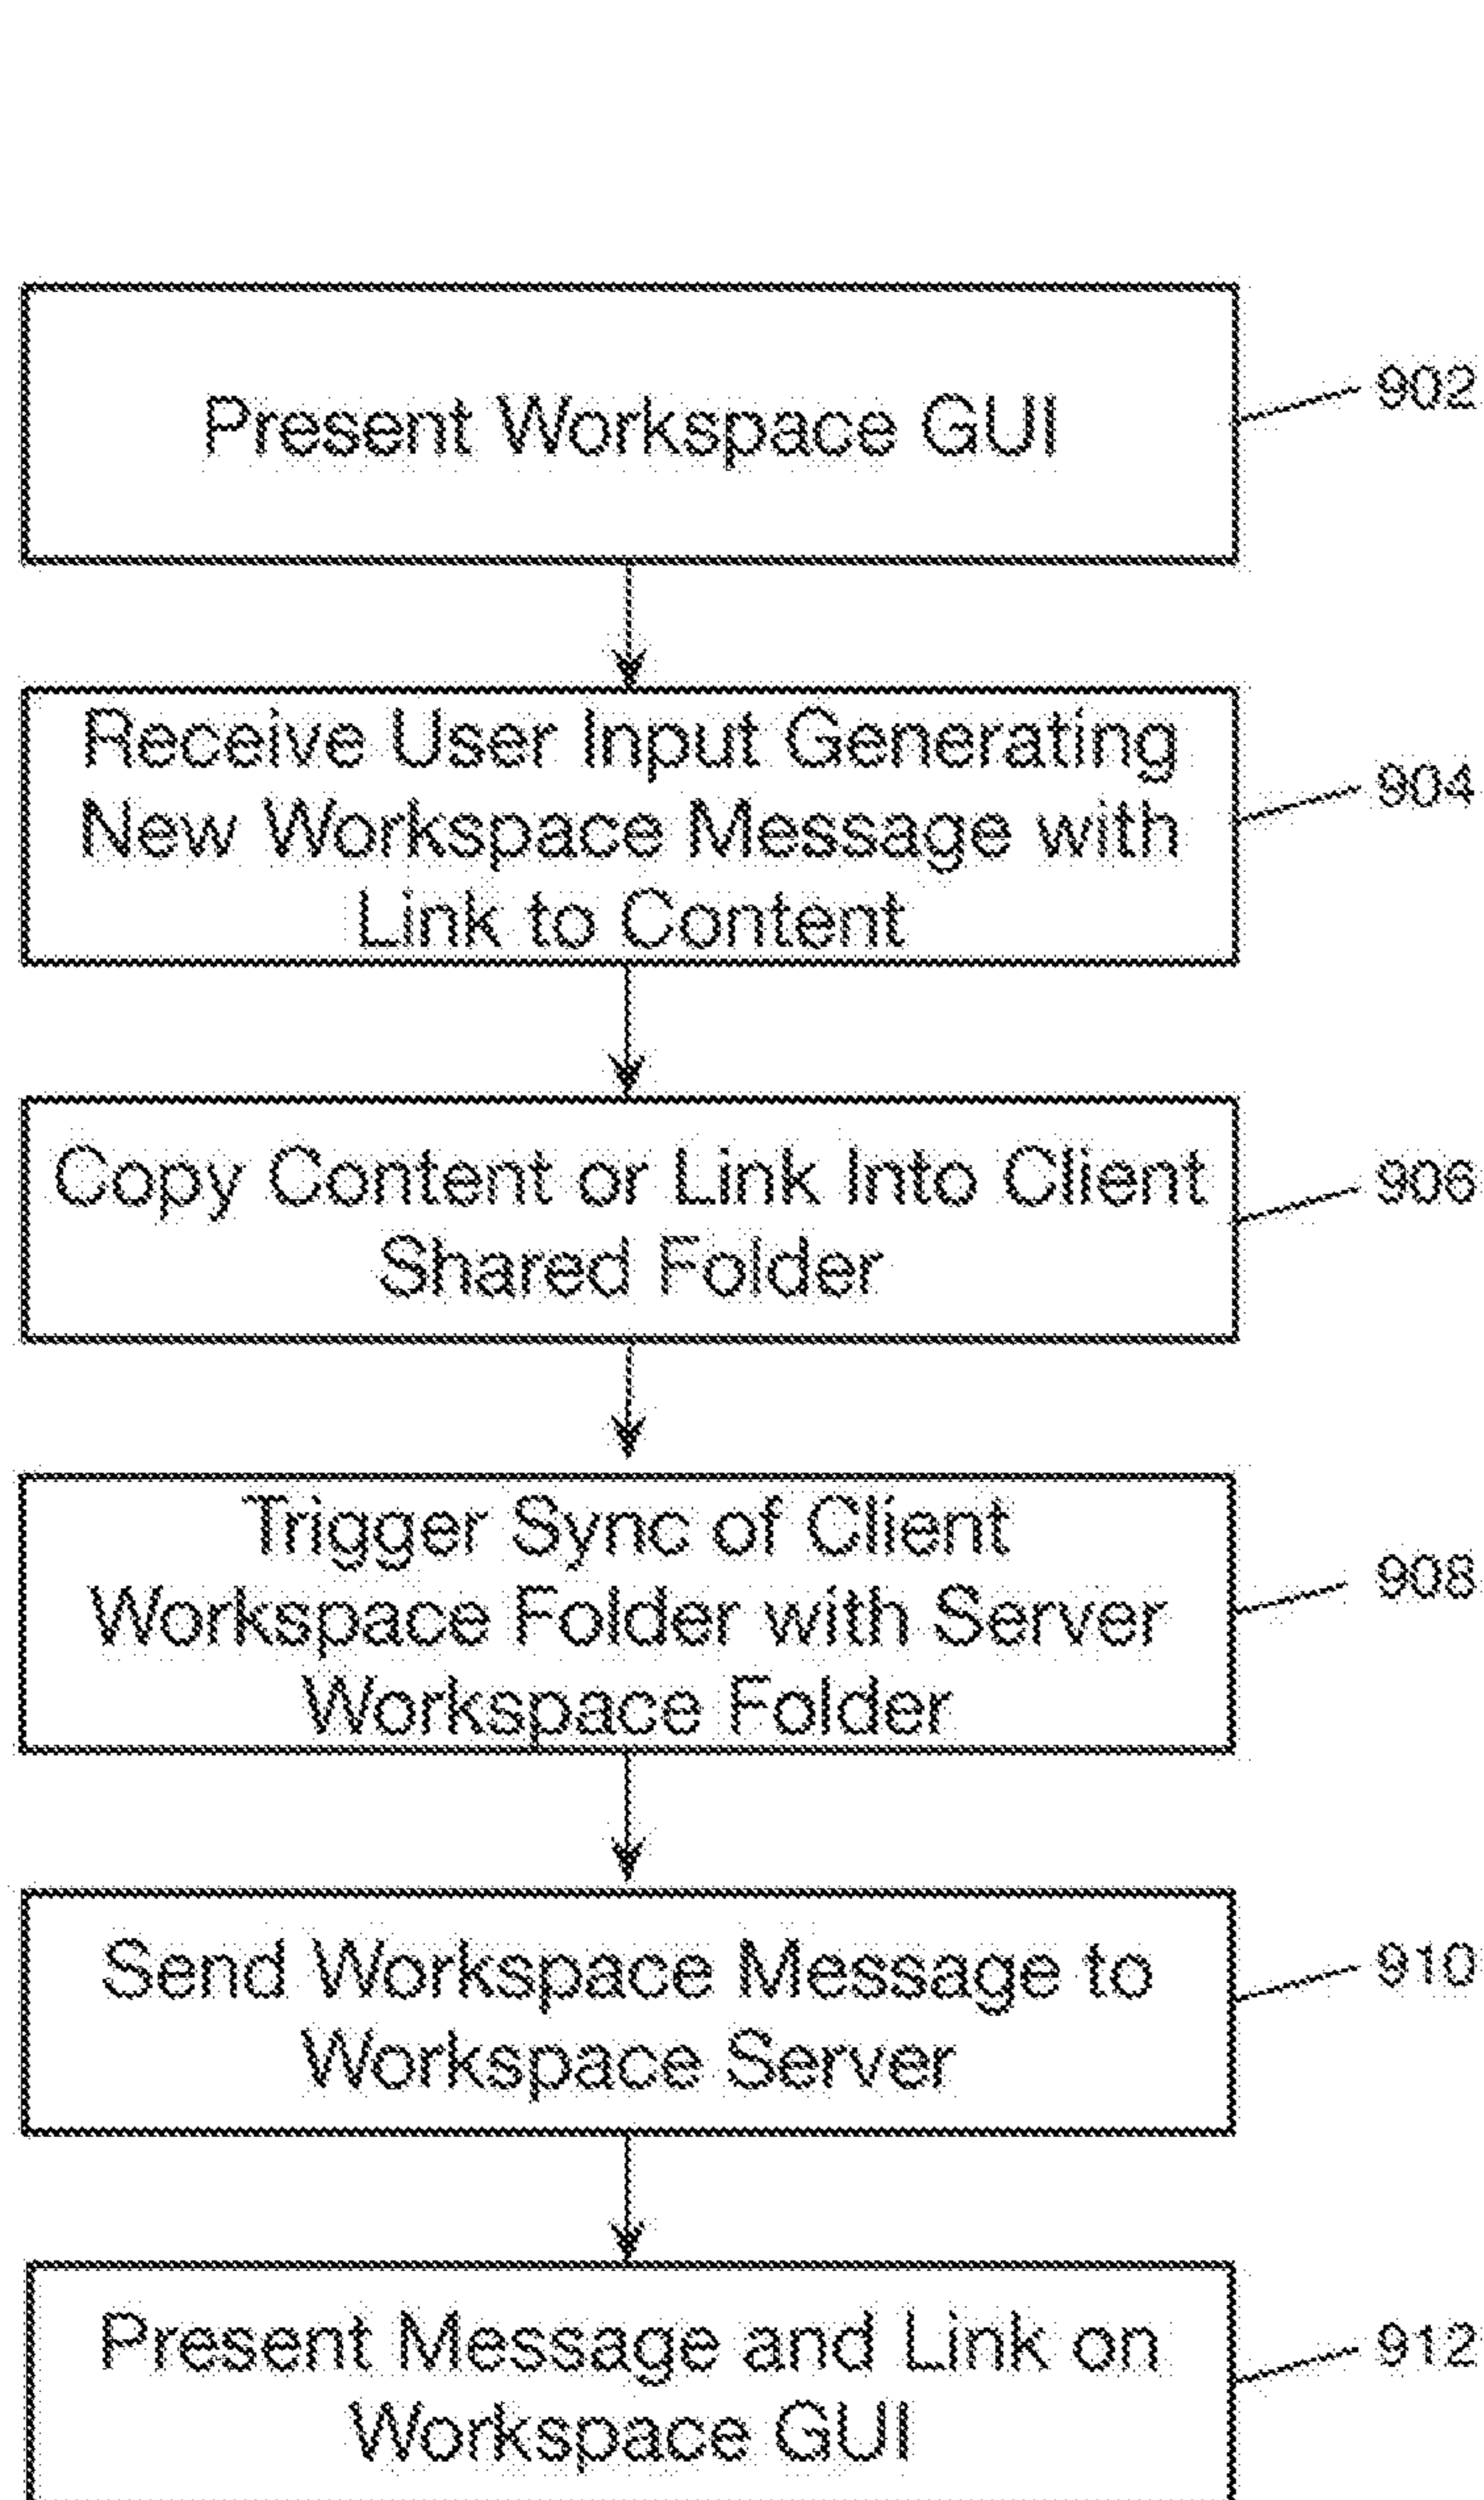 Present Workspace GUI
902
Receive User Input Generating
New Workspace Message with
Link to Content
904
Copy Content or Link Into Client
Shared Folder
906
Trigger Sync of Client
Workspace Folder with Server
Workspace Folder
908
Send Workspace Message to
Workspace Server
910
Present Message and Link on
Workspace GUI
912